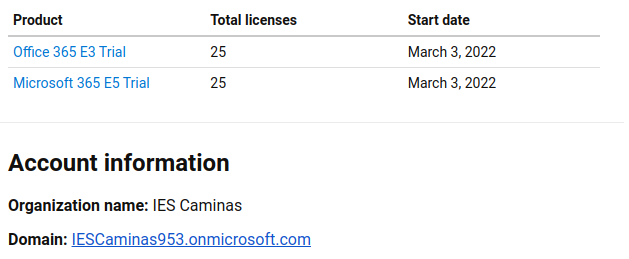 Product Total licenses Start date
Office 365 E3 Trial 25 March 3, 2022
Microsoft 365 E5 Trial 25 March 3, 2022
Account information
Organization name: IES Caminas
Domain: IESCaminas953.onmicrosoft.com